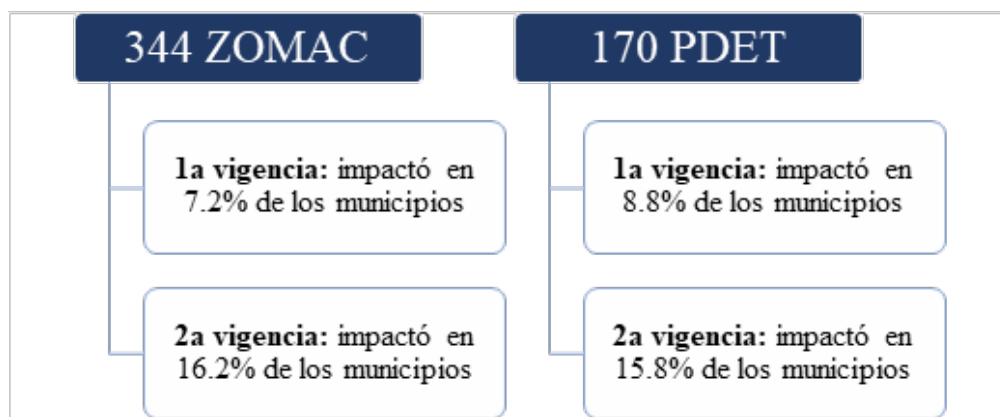 344 ZOMAC
1a vigencia: impactó en
7.2% de los municipios
2a vigencia: impactó en
16.2% de los municipios
170 PDET
1a vigencia: impactó en
8.8% de los municipios
2a vigencia: impactó en
15.8% de los municipios